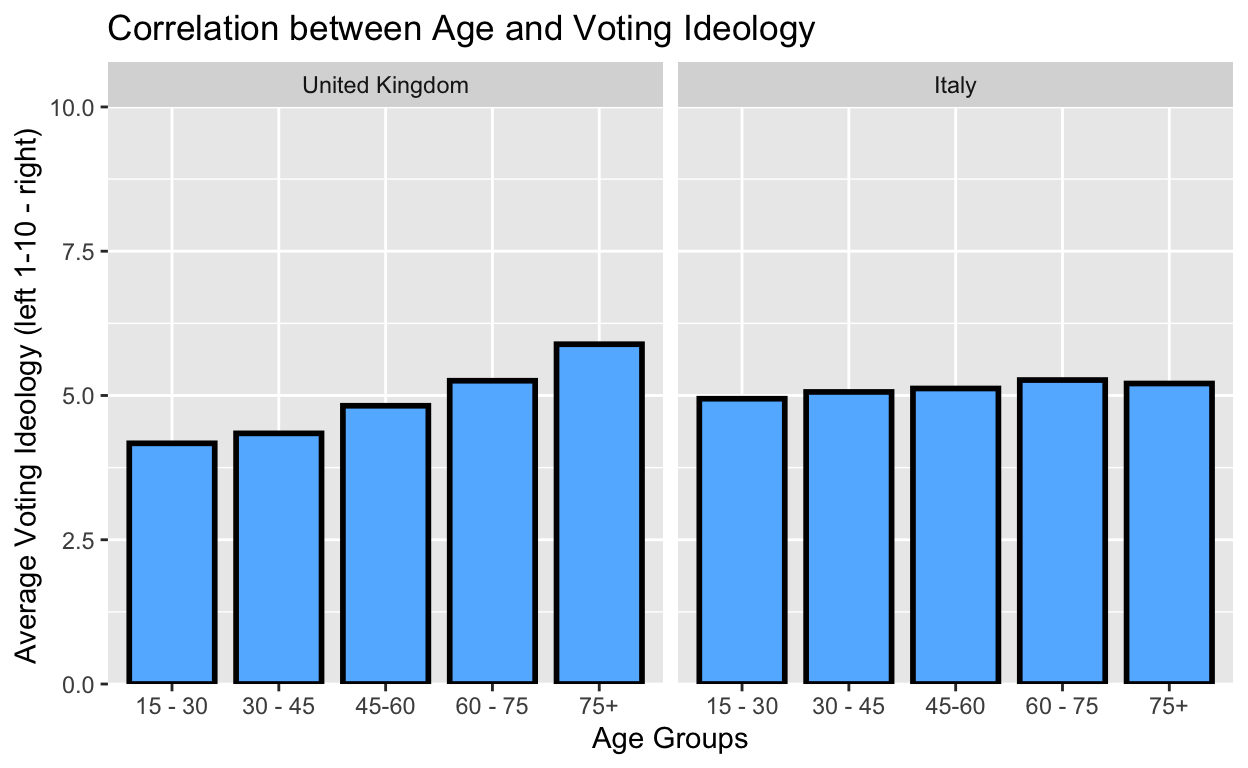 Correlation between Age and Voting Ideology
United Kingdom
Italy
Average Voting Ideology (left 1-10 - right)
10.0
7.5
5.0
2.5
0.0
15 - 30
30 - 45
45-60
60 - 75
75+
15 - 30
30 - 45
45-60
60 - 75
75+
Age Groups